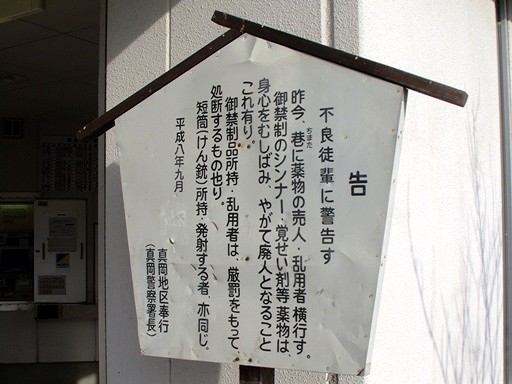 告
不良徒輩に警告す
昨今、巷に薬物の売人・乱用者横行す。
ちまた
御禁制のシンナー、覚せい剤等薬物は、
身心をむしばみ、やがて廃人となること
これ有り。
御禁制品所持・乱用者は、厳罰をもって
処断するもの也り。
短筒(けん銃)所持・発射する者、亦同じ。
平成八年九月
真岡地区奉行
(真岡警察署長)